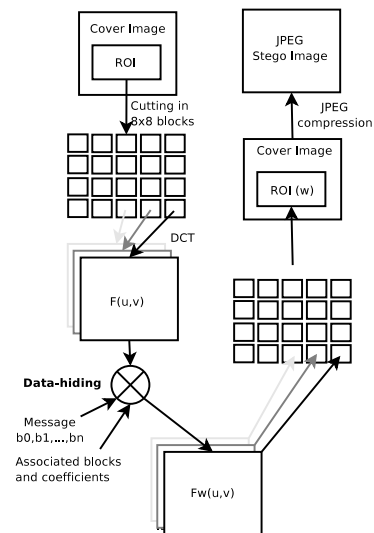 Cover Image
ROI
Cutting in
8x8 blocks
DCT
F(u,v)
Data-hiding
Message
b0,b1,...,bn
Associated blocks
and coefficients
Fw(u,v)
JPEG
Stego Image
JPEG
compression
Cover Image
ROI (w)